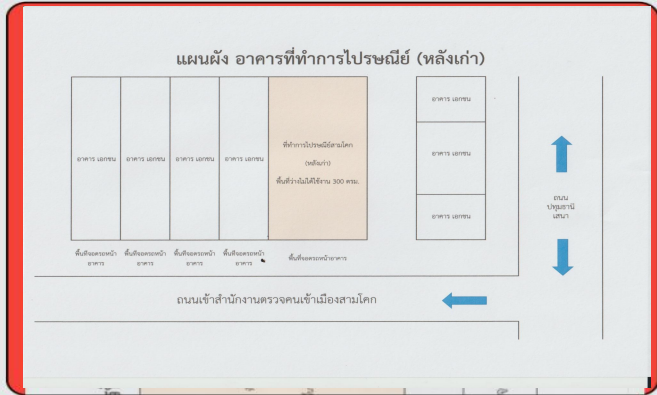 แผนผัง อาคารที่ทำการไปรษณีย์ (หลังเก่า)
อาคาร เอกชน
อาคาร เอกชน
อาคาร เอกชน
อาคาร เอกชน
ที่ทำการไปรษณีย์สามโคก
(หลังเก่า)
พื้นที่ว่างไม่ได้ใช้งาน 300 ตรม.
อาคาร เอกชน
อาคาร เอกชน
อาคาร เอกชน
ถนน
ปทุมธานี
เสนา
พื้นที่จอดรถหน้า
อาคาร
พื้นที่จอดรถหน้า
อาคาร
พื้นที่จอดรถหน้า
อาคาร
พื้นที่จอดรถหน้า
อาคาร
พื้นที่จอดรถหน้าอาคาร
ถนนเข้าสำนักงานตรวจคนเข้าเมืองสามโคก